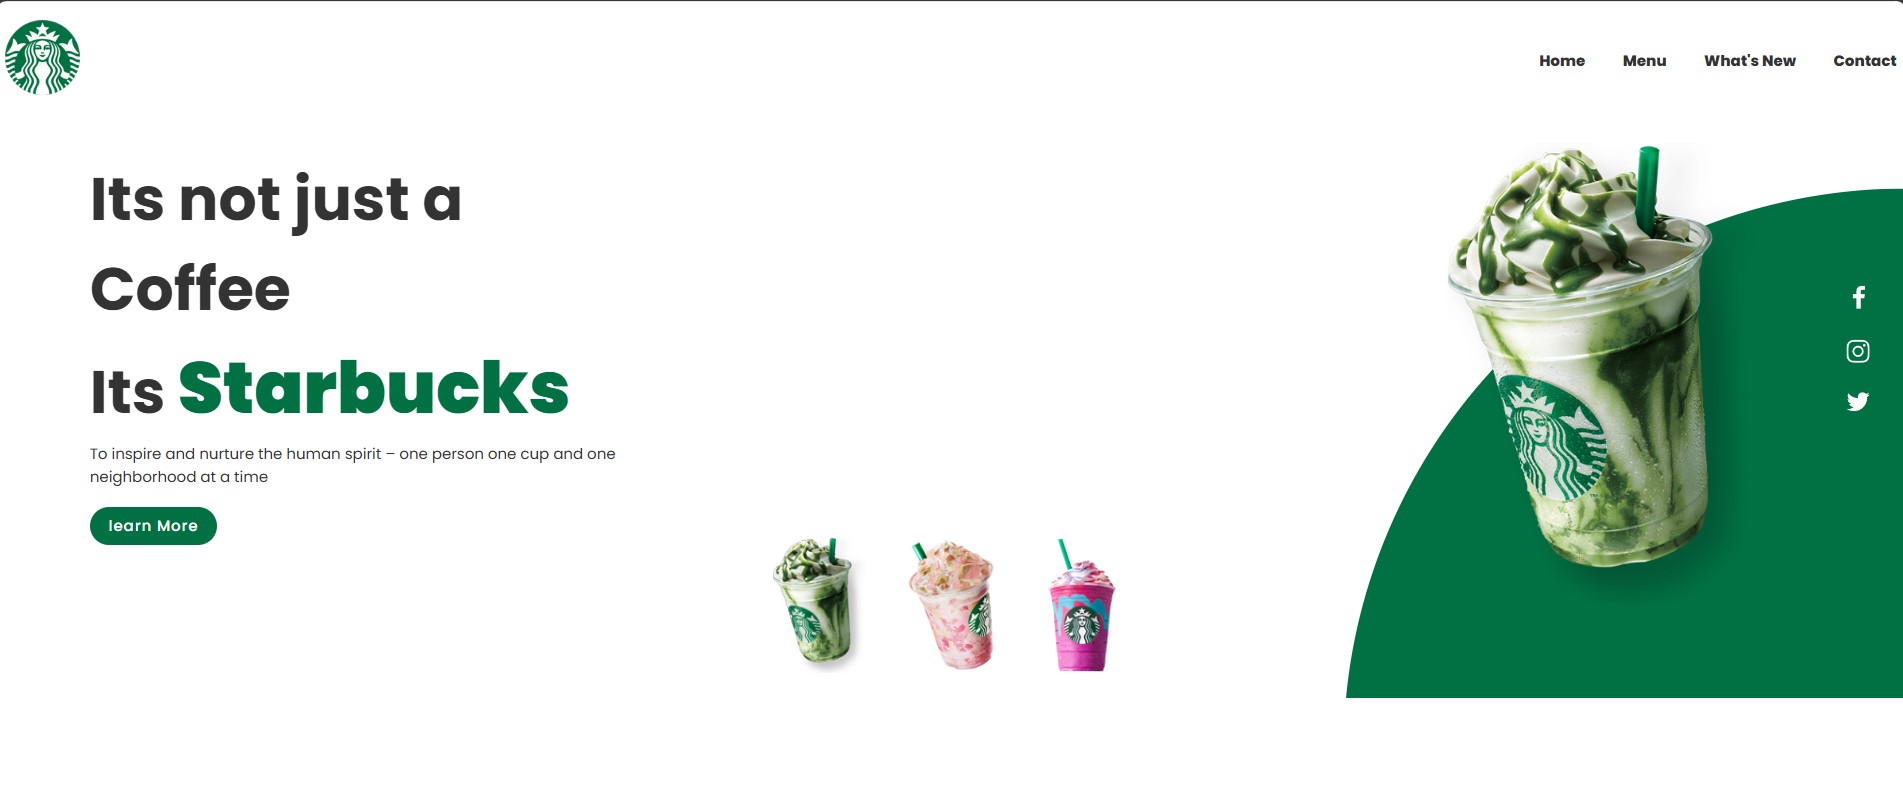 Home Menu What's New Contact
Its not just a
Coffee
Its Starbucks
To inspire and nurture the human spirit – one person one cup and one
neighborhood at a time
learn More